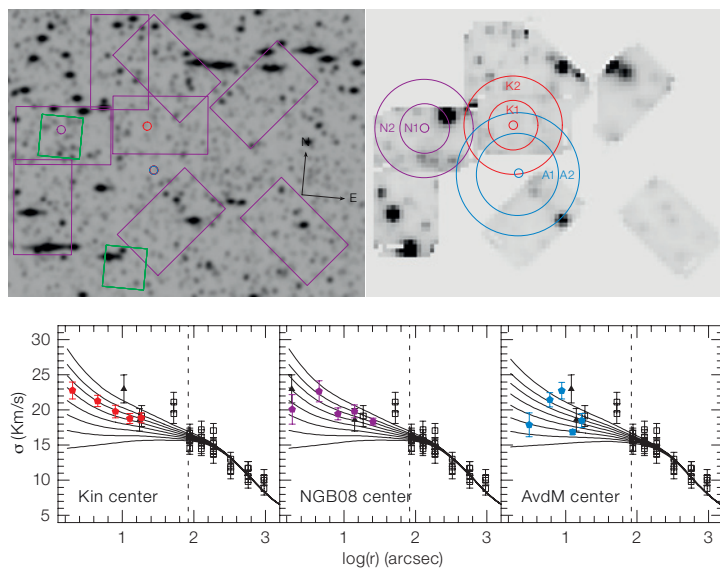 N
E
K2
K1
N2 N1
A1 A2
30
25
20
15
10
5
σ (Km/s)
Kin center
NGB08 center
AvdM center
1 2 3 1 2 3 1 2 3
log(r) (arcsec)